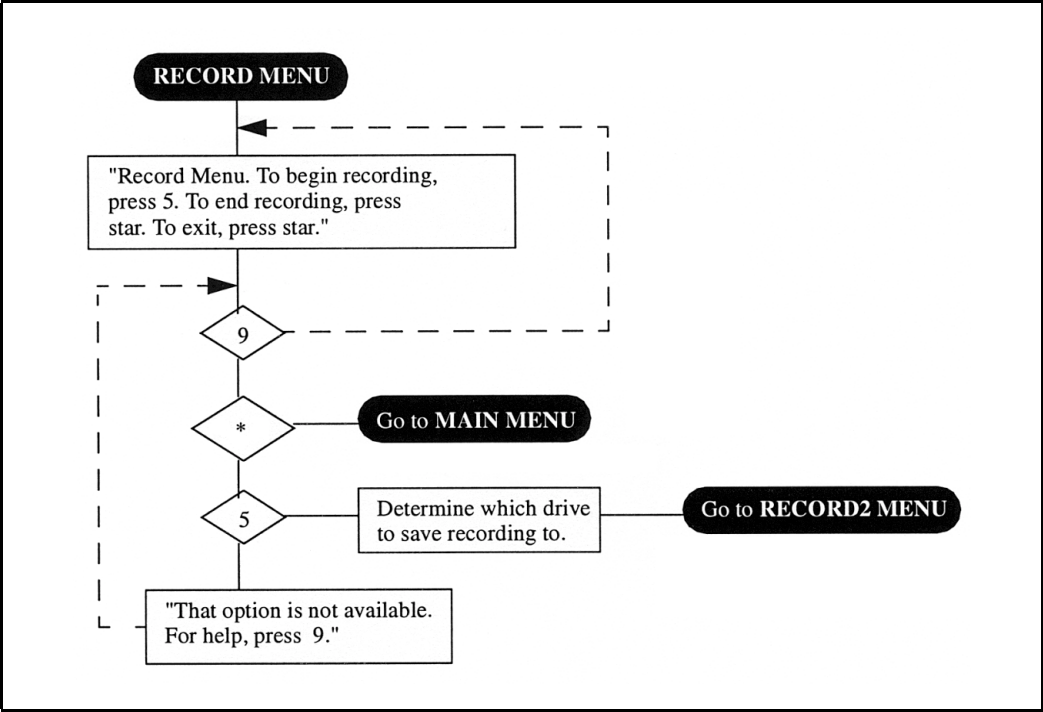 RECORD MENU
"Record Menu. To begin recording,
press 5. To end recording, press
star. To exit, press star."
9
*
Go to MAIN MENU
5
Determine which drive
to save recording to.
Go to RECORD2 MENU
"That option is not available.
For help, press 9."